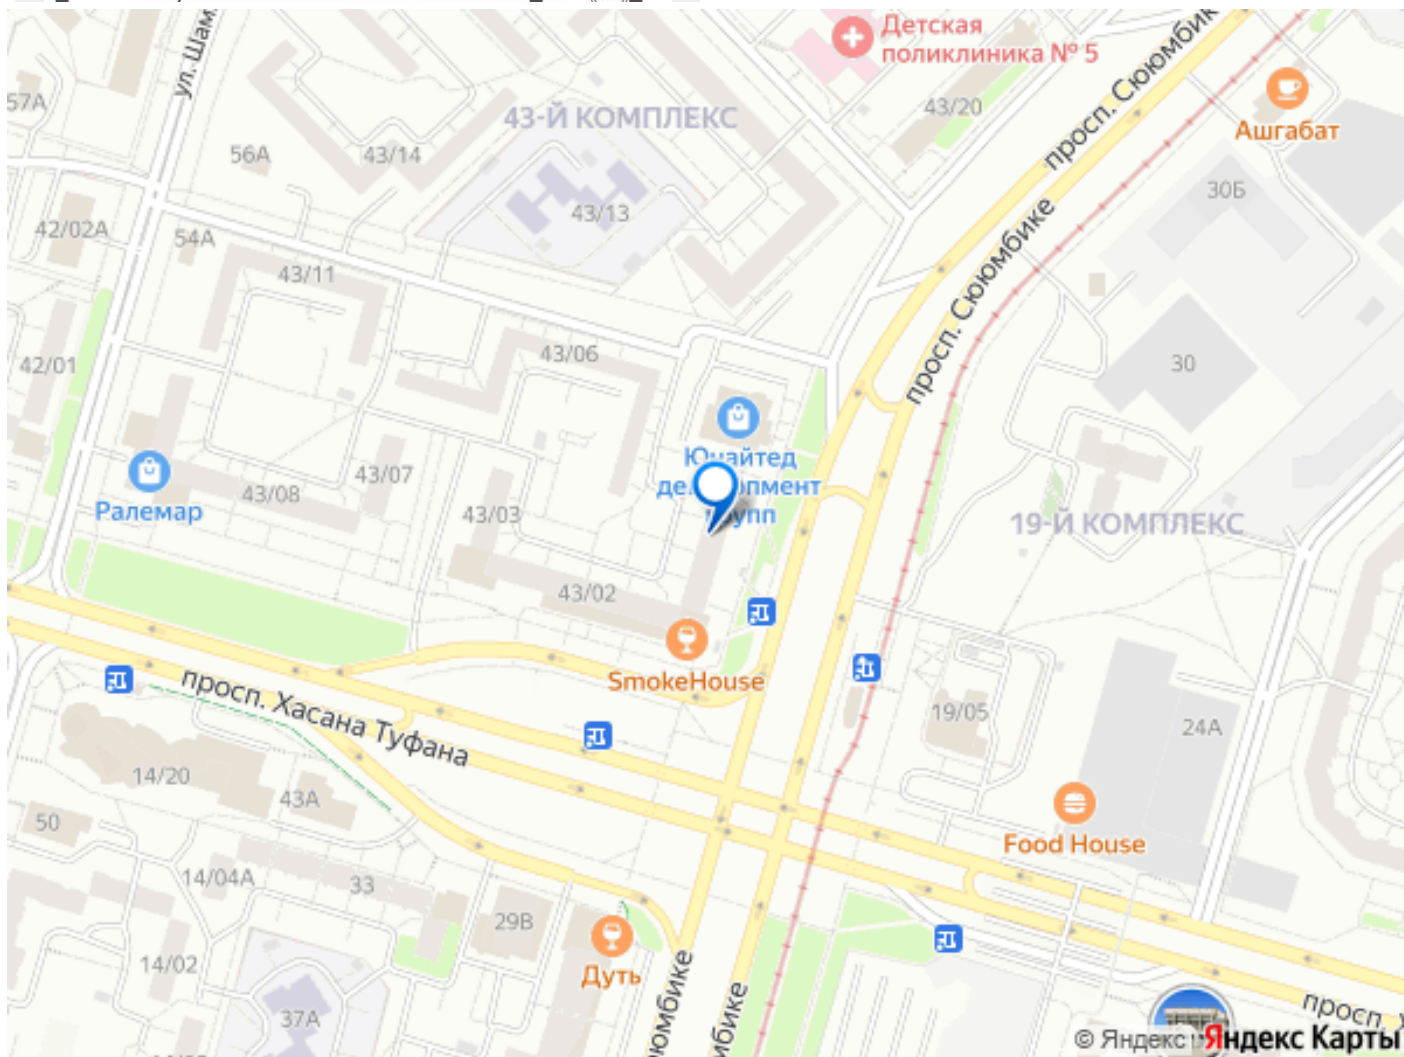 Детская
поликлиника № 5
ул. Шам
57А
43-Й КОМПЛЕКС
43/20
просп. Сююмбик
Ашгабат
56А
43/14
30Б
43/13
42/02А
54А
просп. Сююмбике
43/11
43/06
42/01
30
Юнайтед
43/07
43/08
Ралемар
43/03
19-Й КОМПЛЕКС
43/02
SmokeHouse
просп. Хасана Туфана
19/05
24А
14/20
43А
50
Food House
14/04А
33
29В
Дуть
14/02
37А
просп.
© Яндекс
Яндекс Карты